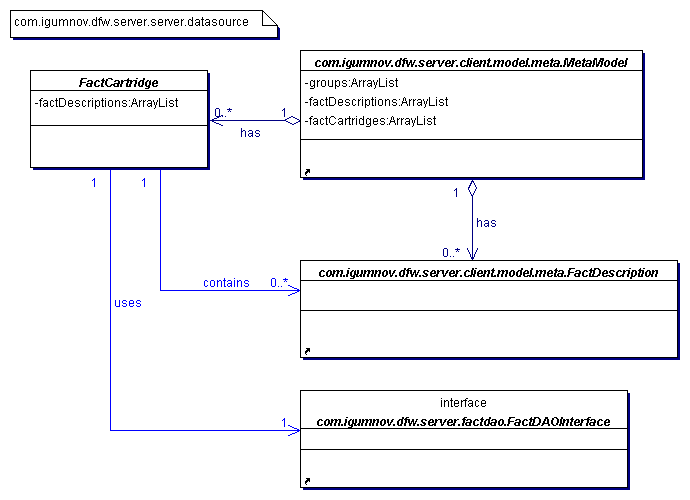 com.igumnov.dfw.server.server.datasource
com.igumnov.dfw.server.client.model.meta.MetaModel
-groups:ArrayList
-factDescriptions:ArrayList
-factCartridges:ArrayList
FactCartridge
-factDescriptions:ArrayList
0..*
1
has
1
1
1
has
0..*
com.igumnov.dfw.server.client.model.meta.FactDescription
contains
0..*
uses
interface
com.igumnov.dfw.server.factdao.FactDAOInterface
1